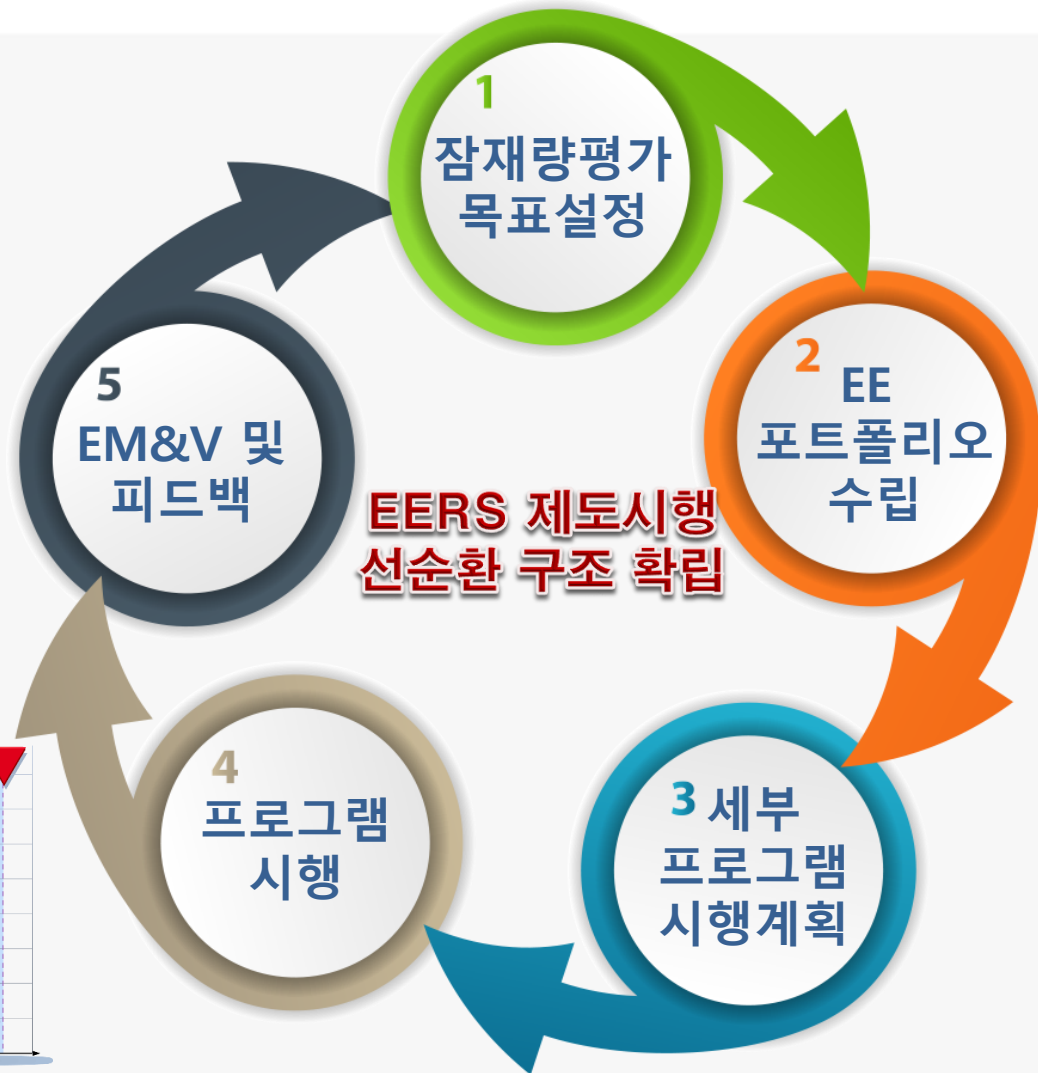 1
잠재량평가
목표설정
2
EE
포트폴리오
수립
3 세부
프로그램
시행계획
4
프로그램
시행
5
EM&V 및
피드백
EERS 제도시행
선순환 구조 확립